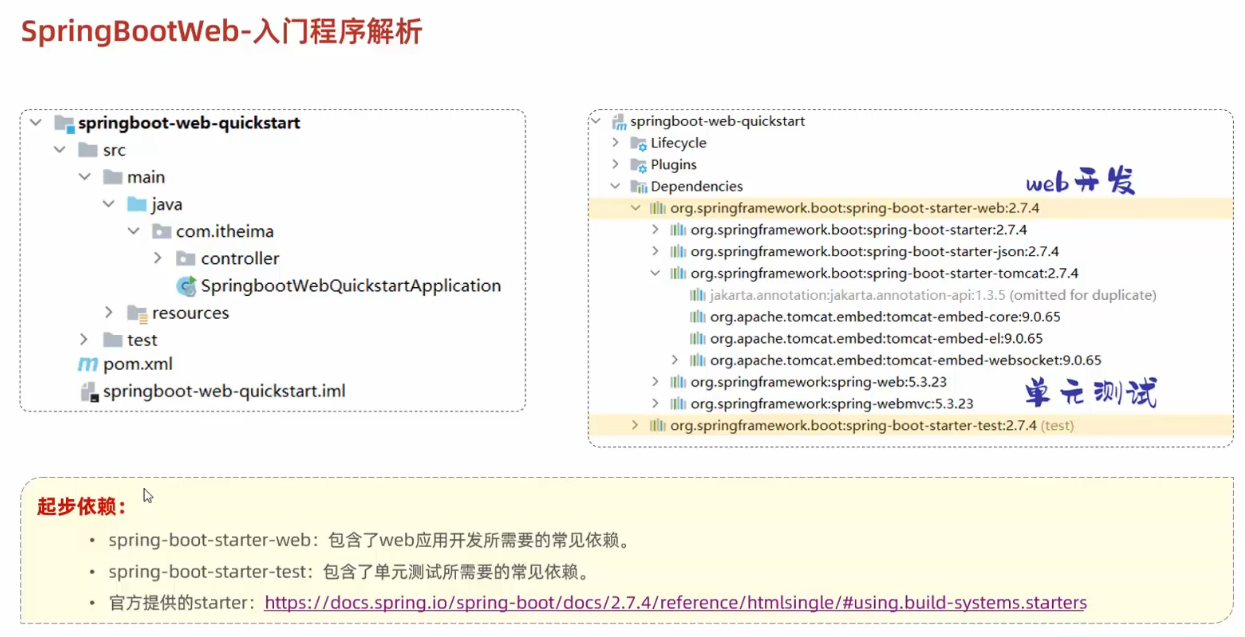 SpringBootWeb-入门程序解析
springboot-web-quickstart
src
main
java
com.itheima
controller
SpringbootWebQuickstartApplication
resources
test
pom.xml
springboot-web-quickstart.iml
springboot-web-quickstart
Lifecycle
Plugins
Dependencies
web开发
org.springframework.boot:spring-boot-starter-web:2.7.4
org.springframework.boot:spring-boot-starter:2.7.4
org.springframework.boot:spring-boot-starter-json:2.7.4
org.springframework.boot:spring-boot-starter-tomcat:2.7.4
jakarta.annotation:jakarta.annotation-api:1.3.5 (omitted for duplicate)
org.apache.tomcat.embed:tomcat-embed-core:9.0.65
org.apache.tomcat.embed:tomcat-embed-el:9.0.65
org.apache.tomcat.embed:tomcat-embed-websocket:9.0.65
org.springframework:spring-web:5.3.23
单元测试
org.springframework:spring-webmvc:5.3.23
org.springframework.boot:spring-boot-starter-test:2.7.4 (test)
起步依赖：
• spring-boot-starter-web：包含了web应用开发所需要的常见依赖。
• spring-boot-starter-test：包含了单元测试所需要的常见依赖。
• 官方提供的starter：https://docs.spring.io/spring-boot/docs/2.7.4/reference/htmlsingle/#using.build-systems.starters